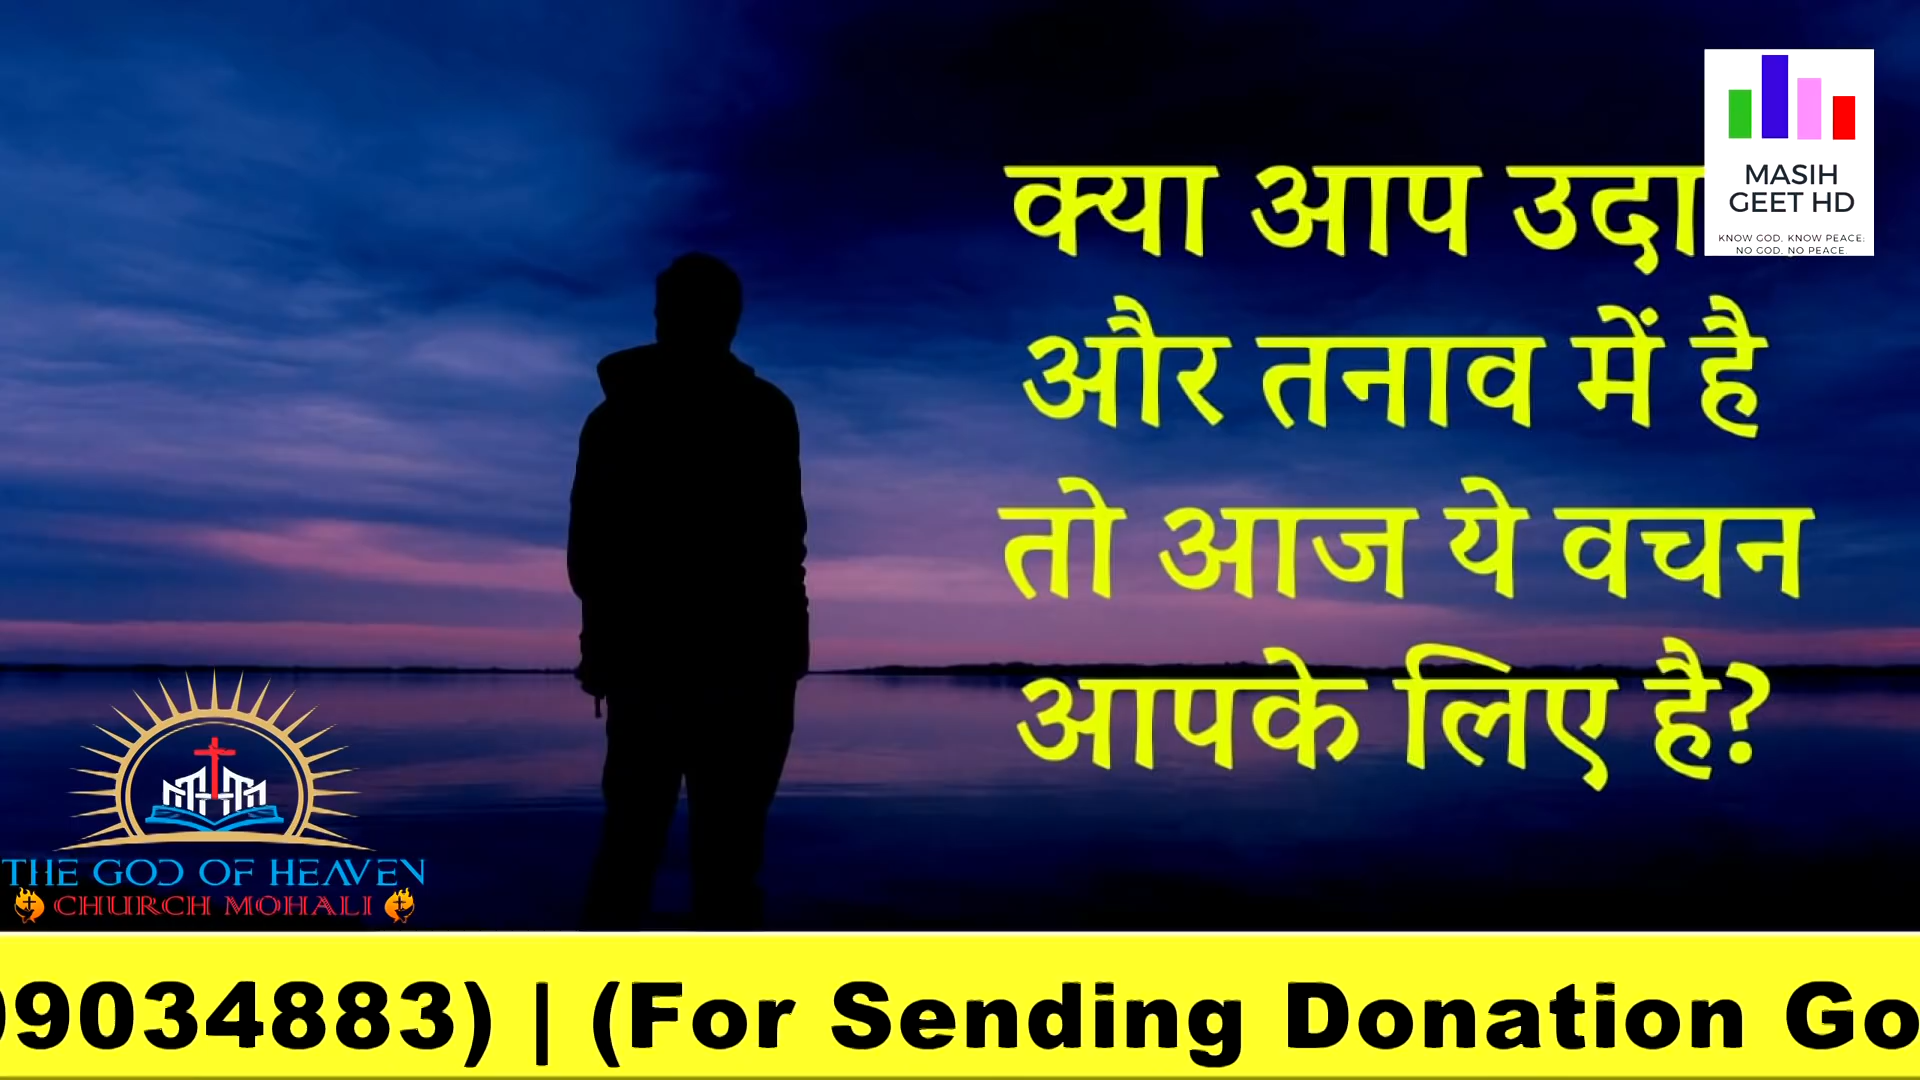 क्या आप उदा
और तनाव में है
तो आज ये वचन
आपके लिए है?
MASIH
GEET HD
KNOW GOD, KNOW PEACE;
NO GOD, NO PEACE.
THE GOD OF HEAVEN
CHURCH MOHALI
9034883) | (For Sending Donation Go